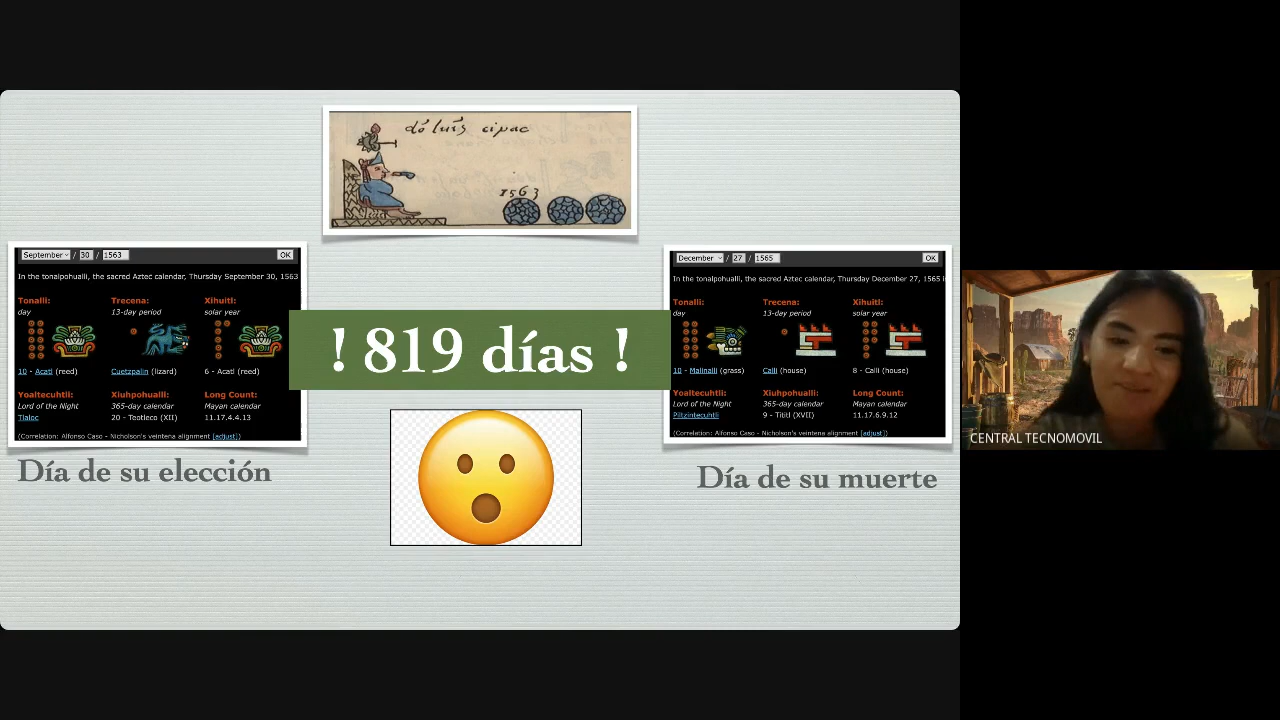 dõ luis cipac
1563
September / 30 / 1563 OK
In the tonalpohualli, the sacred Aztec calendar, Thursday September 30, 1563
Tonalli: Trecena: Xihuitl:
day 13-day period solar year
10 - Acatl (reed) Cuetzpalin (lizard) 6 - Acatl (reed)
Yoaltecuhtli: Xiuhpohualli: Long Count:
Lord of the Night 365-day calendar Mayan calendar
Tlaloc 20 - Teotleco (XII) 11.17.4.4.13
(Correlation: Alfonso Caso - Nicholson's veintena alignment [adjust])
Día de su elección
! 819 días !
December / 27 / 1565 OK
In the tonalpohualli, the sacred Aztec calendar, Thursday December 27, 1565
Tonalli: Trecena: Xihuitl:
day 13-day period solar year
10 - Malinalli (grass) Calli (house) 8 - Calli (house)
Yoaltecuhtli: Xiuhpohualli: Long Count:
Lord of the Night 365-day calendar Mayan calendar
Piltzintecuhtli 9 - Tititl (XVII) 11.17.6.9.12
(Correlation: Alfonso Caso - Nicholson's veintena alignment [adjust])
Día de su muerte
CENTRAL TECNOMOVIL